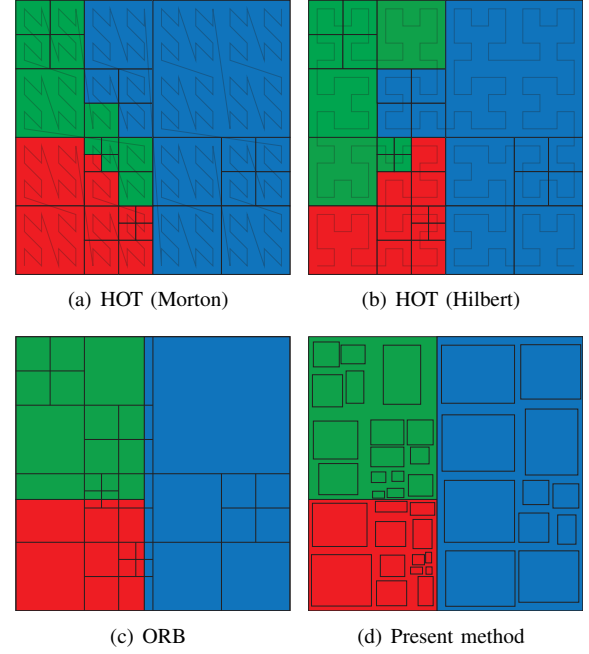 (a) HOT (Morton)
(b) HOT (Hilbert)
(c) ORB
(d) Present method